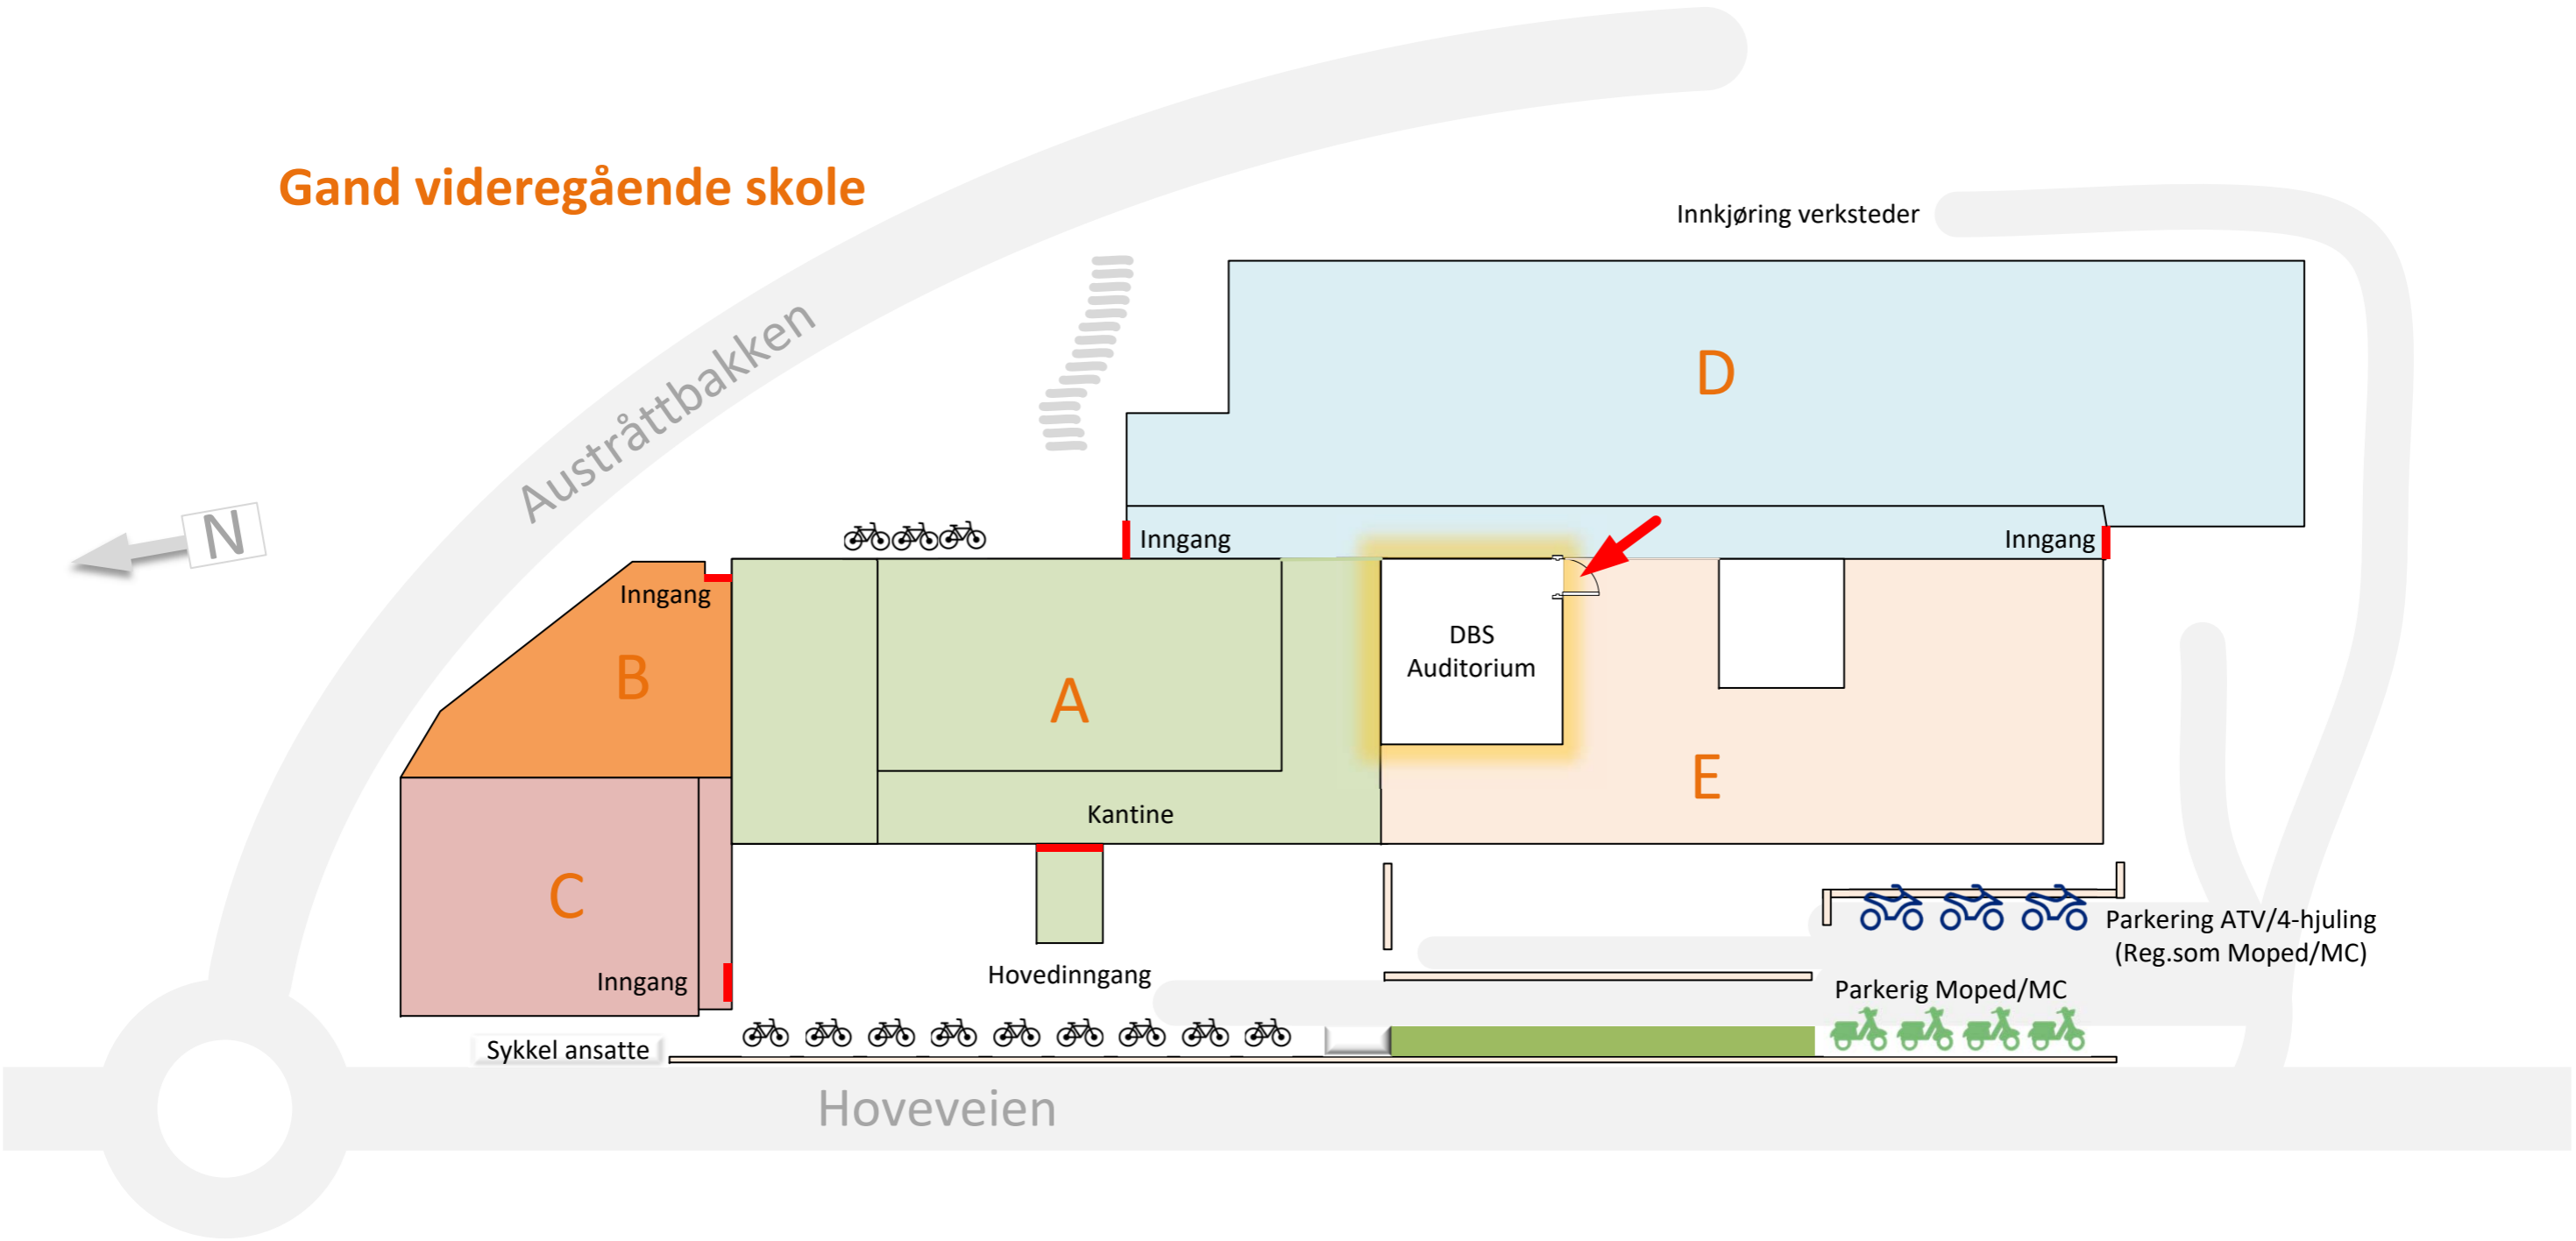 Gand videregående skole
Innkjøring verksteder
Austråttbakken
D
N
Inngang
Inngang
Inngang
DBS
Auditorium
B
A
E
Kantine
C
Parkering ATV/4-hjuling
(Reg.som Moped/MC)
Inngang
Hovedinngang
Parkerig Moped/MC
Sykkel ansatte
Hoveveien